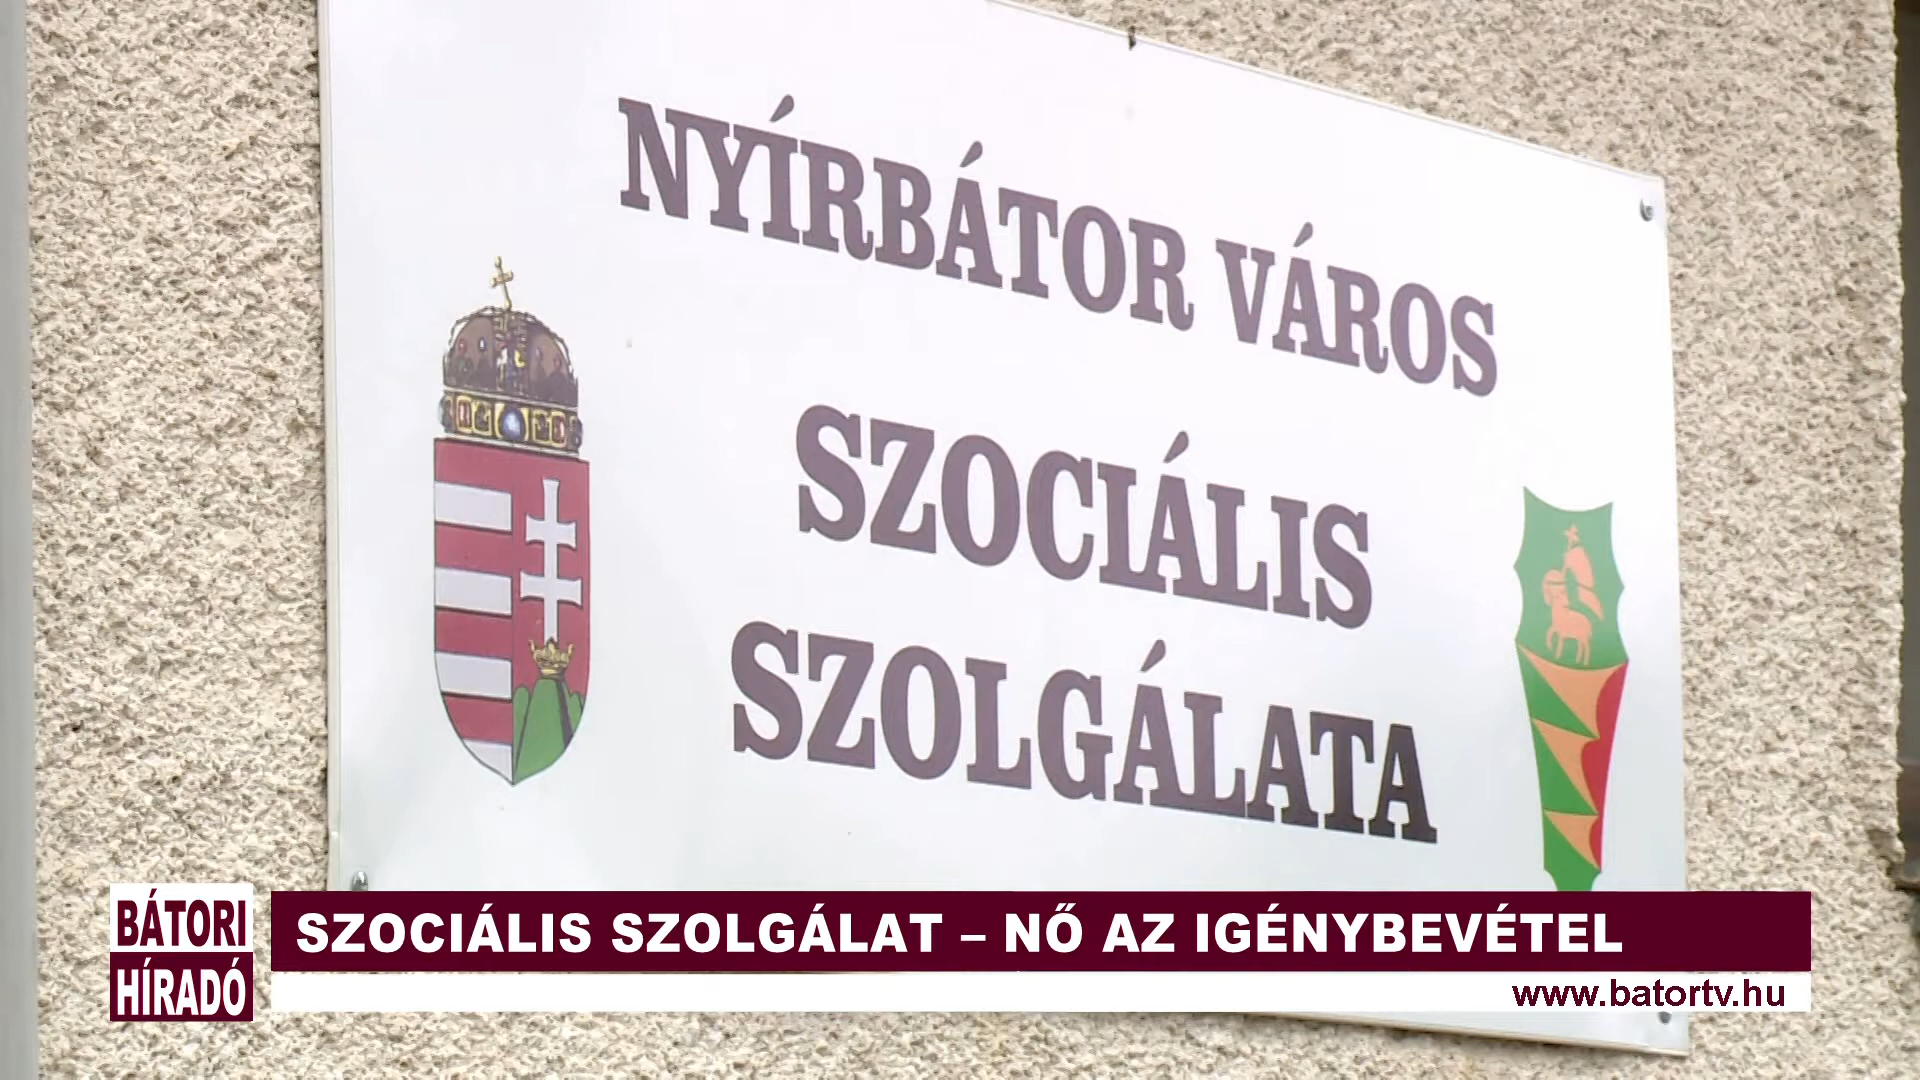 NYÍRBÁTOR VÁROS
SZOCIÁLIS
SZOLGÁLATA
BÁTORI
HÍRADÓ
SZOCIÁLIS SZOLGÁLAT – NŐ AZ IGÉNYBEVÉTEL
www.batortv.hu